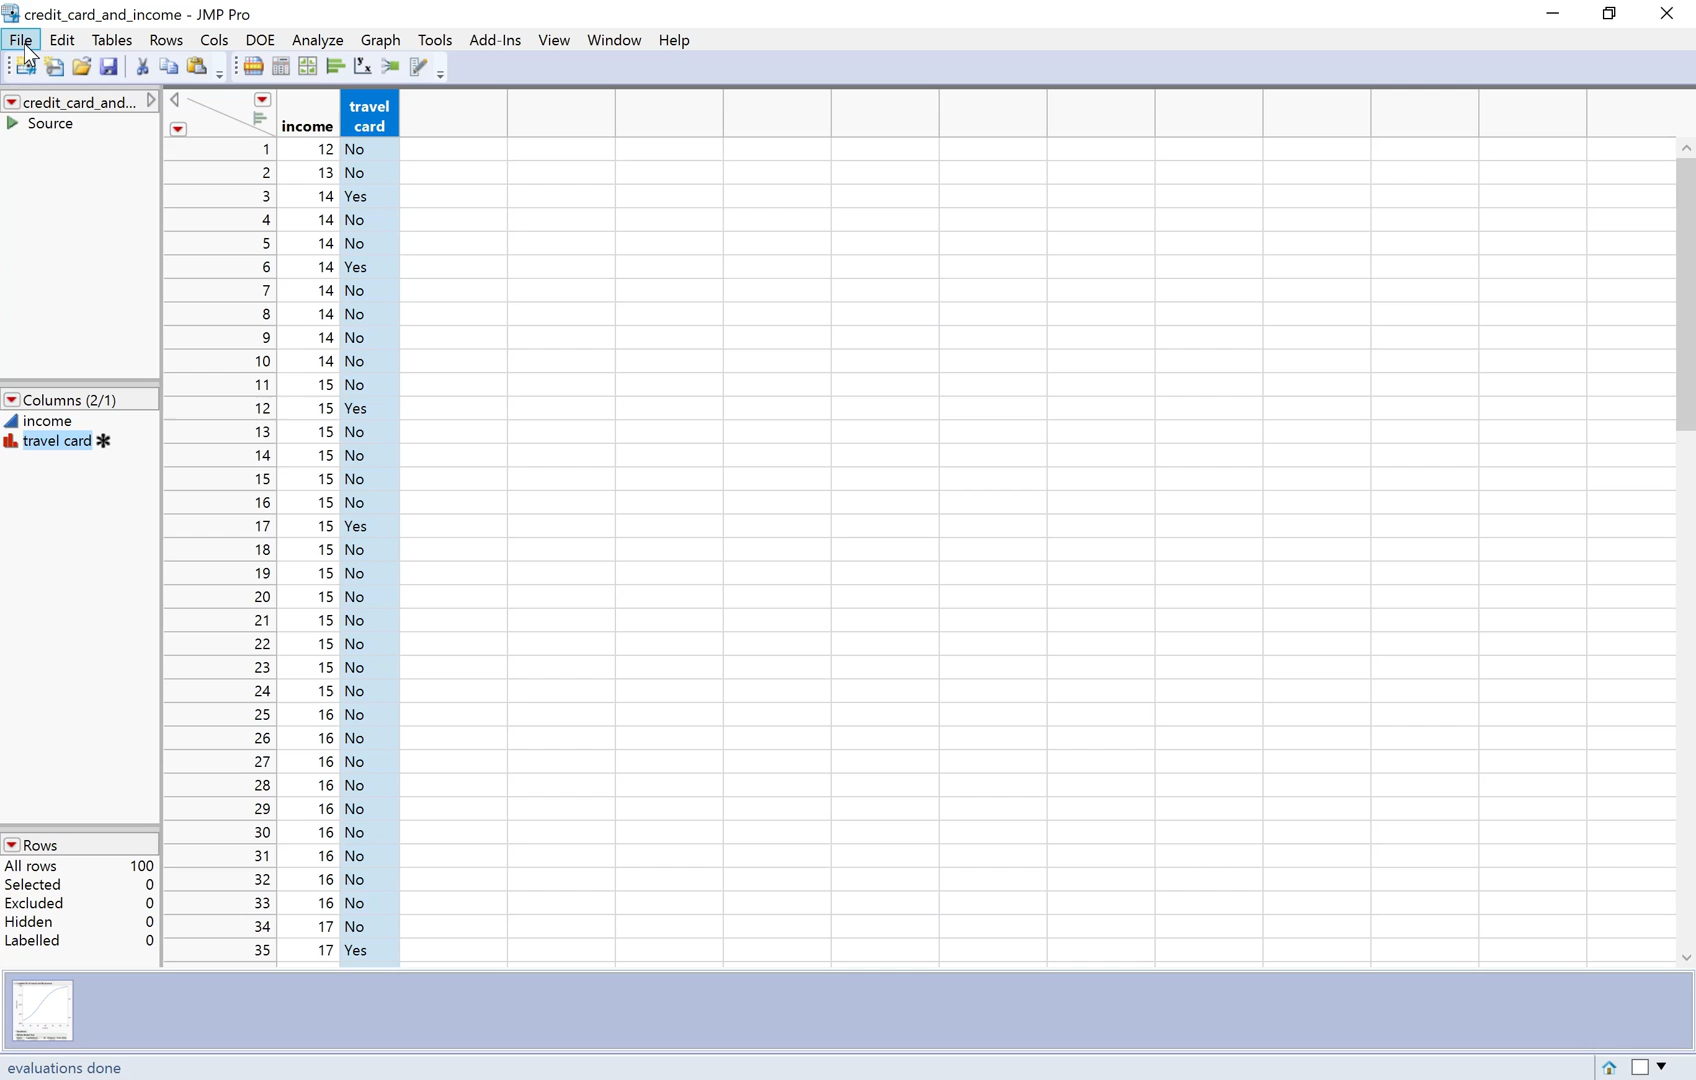 credit_card_and_income - JMP Pro
File Edit Tables Rows Cols DOE Analyze Graph Tools Add-Ins View Window Help
credit_card_and...
Source
income travel card
1 12 No
2 13 No
3 14 Yes
4 14 No
5 14 No
6 14 Yes
7 14 No
8 14 No
9 14 No
10 14 No
11 15 No
12 15 Yes
13 15 No
14 15 No
15 15 No
16 15 No
17 15 Yes
18 15 No
19 15 No
20 15 No
21 15 No
22 15 No
23 15 No
24 15 No
25 16 No
26 16 No
27 16 No
28 16 No
29 16 No
30 16 No
31 16 No
32 16 No
33 16 No
34 17 No
35 17 Yes
Columns (2/1)
income
travel card
Rows
All rows 100
Selected 0
Excluded 0
Hidden 0
Labelled 0
evaluations done